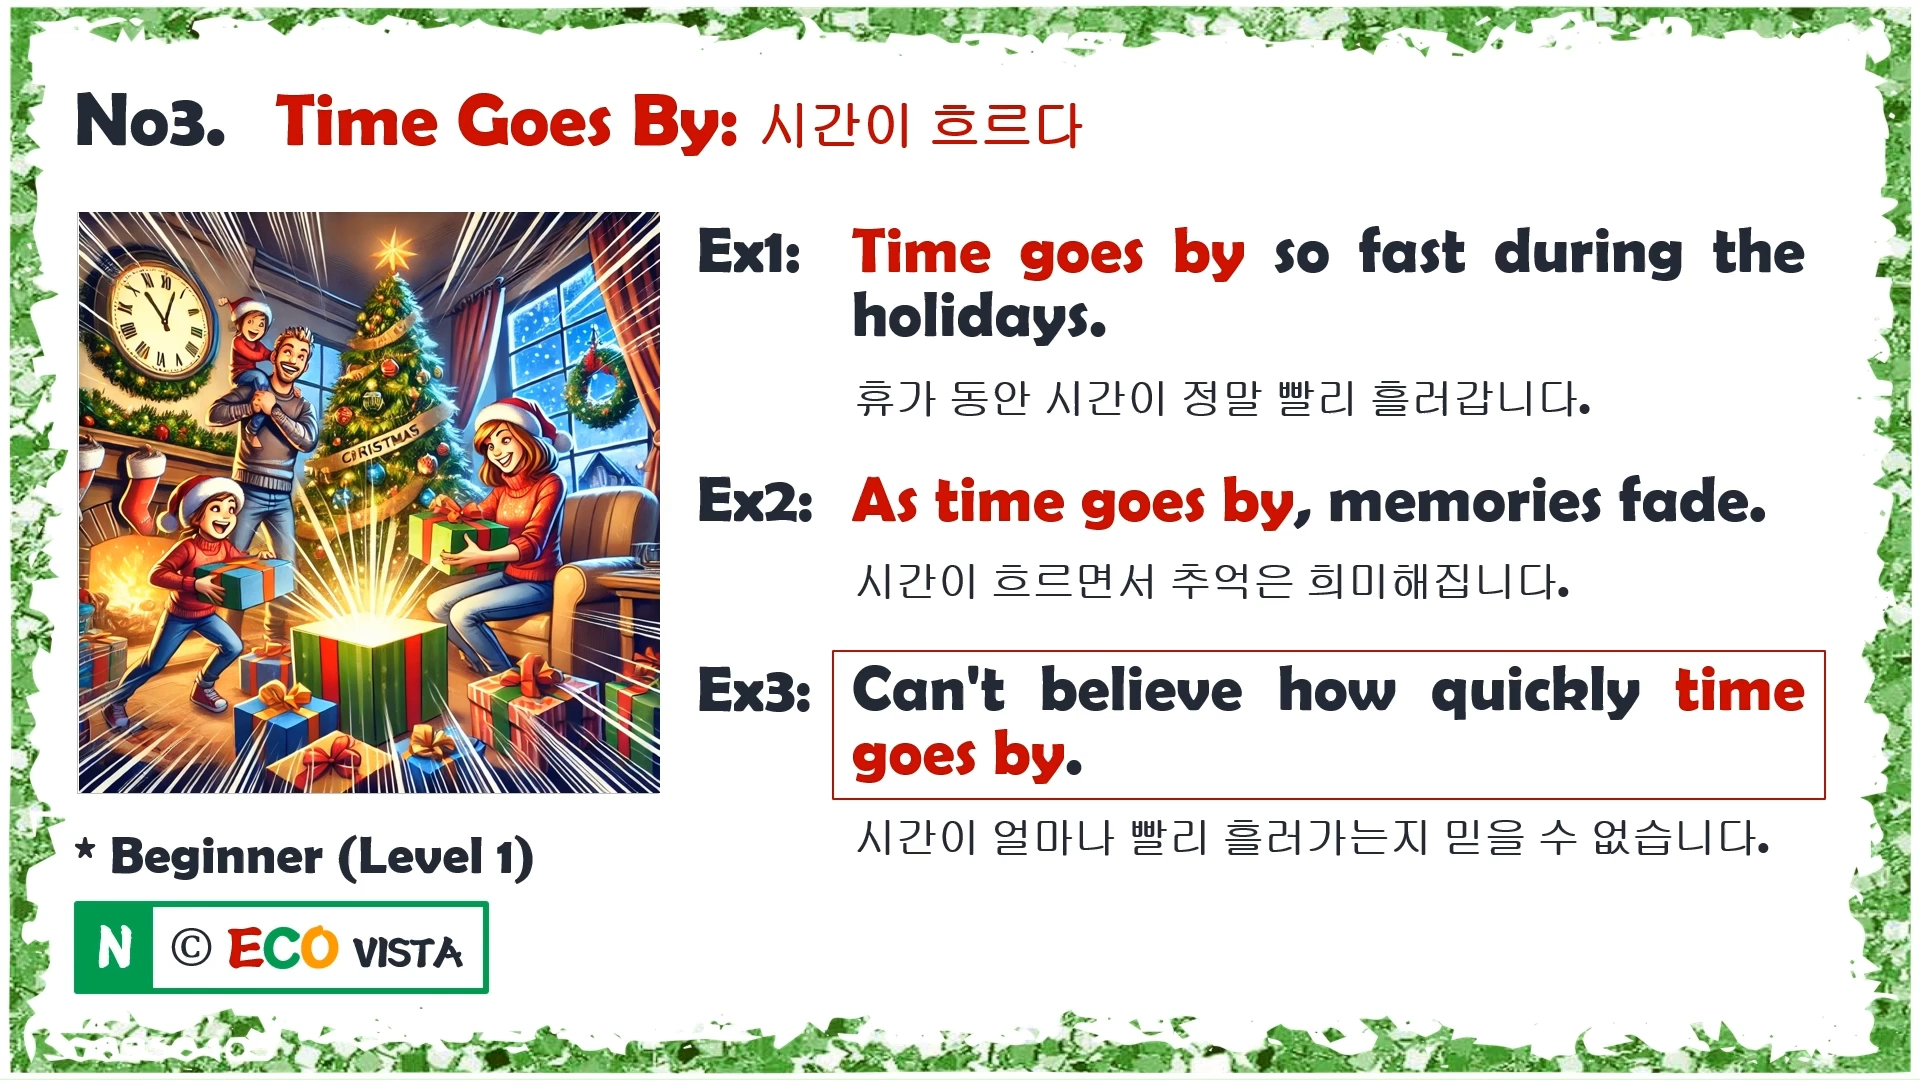 No3. Time Goes By: 시간이 흐르다
Ex1: Time goes by so fast during the
holidays.
휴가 동안 시간이 정말 빨리 흘러갑니다.
CRISTMAS
Ex2: As time goes by, memories fade.
시간이 흐르면서 추억은 희미해집니다.
Ex3: Can't believe how quickly time
goes by.
시간이 얼마나 빨리 흘러가는지 믿을 수 없습니다.
* Beginner (Level 1)
N © ECO VISTA